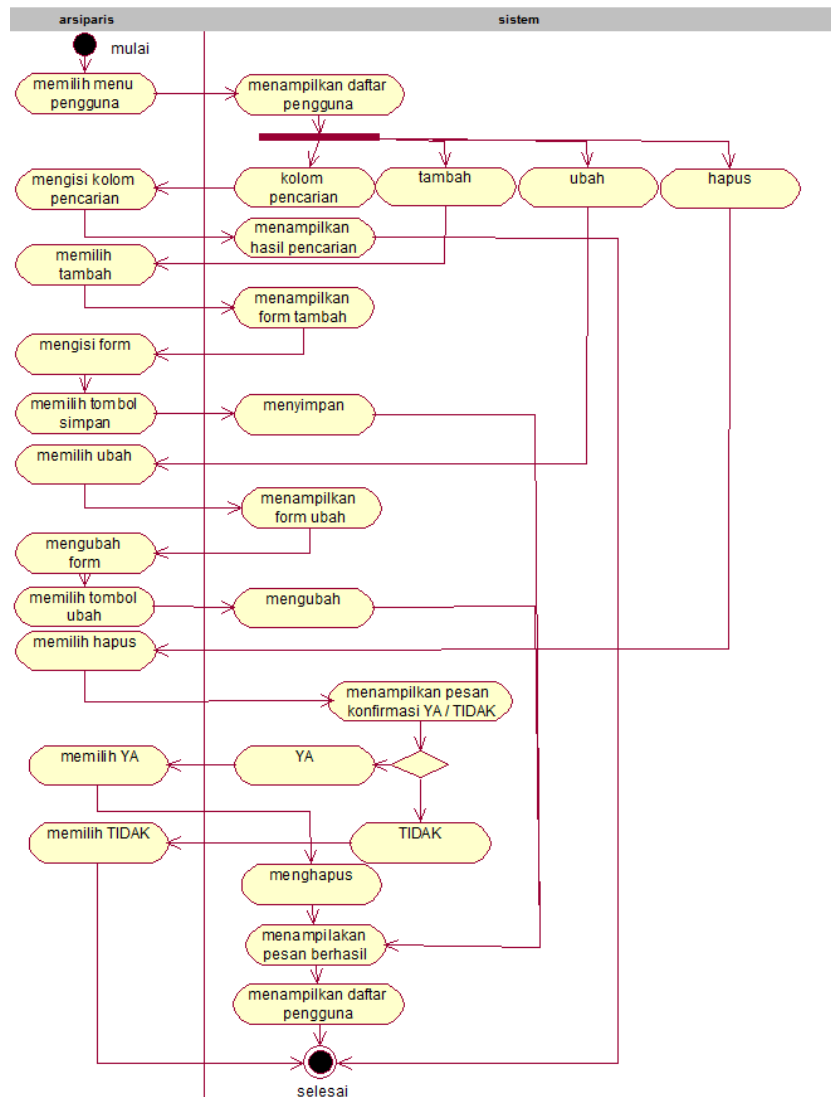 arsiparis
sistem
mulai
memilih menu
pengguna
menampilkan daftar
pengguna
mengisi kolom
pencarian
kolom
pencarian
tambah
ubah
hapus
menampilkan
hasil pencarian
memilih
tambah
menampilkan
form tambah
mengisi form
memilih tombol
simpan
menyimpan
memilih ubah
menampilkan
form ubah
mengubah
form
memilih tombol
ubah
mengubah
memilih hapus
menampilkan pesan
konfirmasi YA / TIDAK
memilih YA
YA
memilih TIDAK
TIDAK
menghapus
menampilakan
pesan berhasil
menampilkan daftar
pengguna
selesai